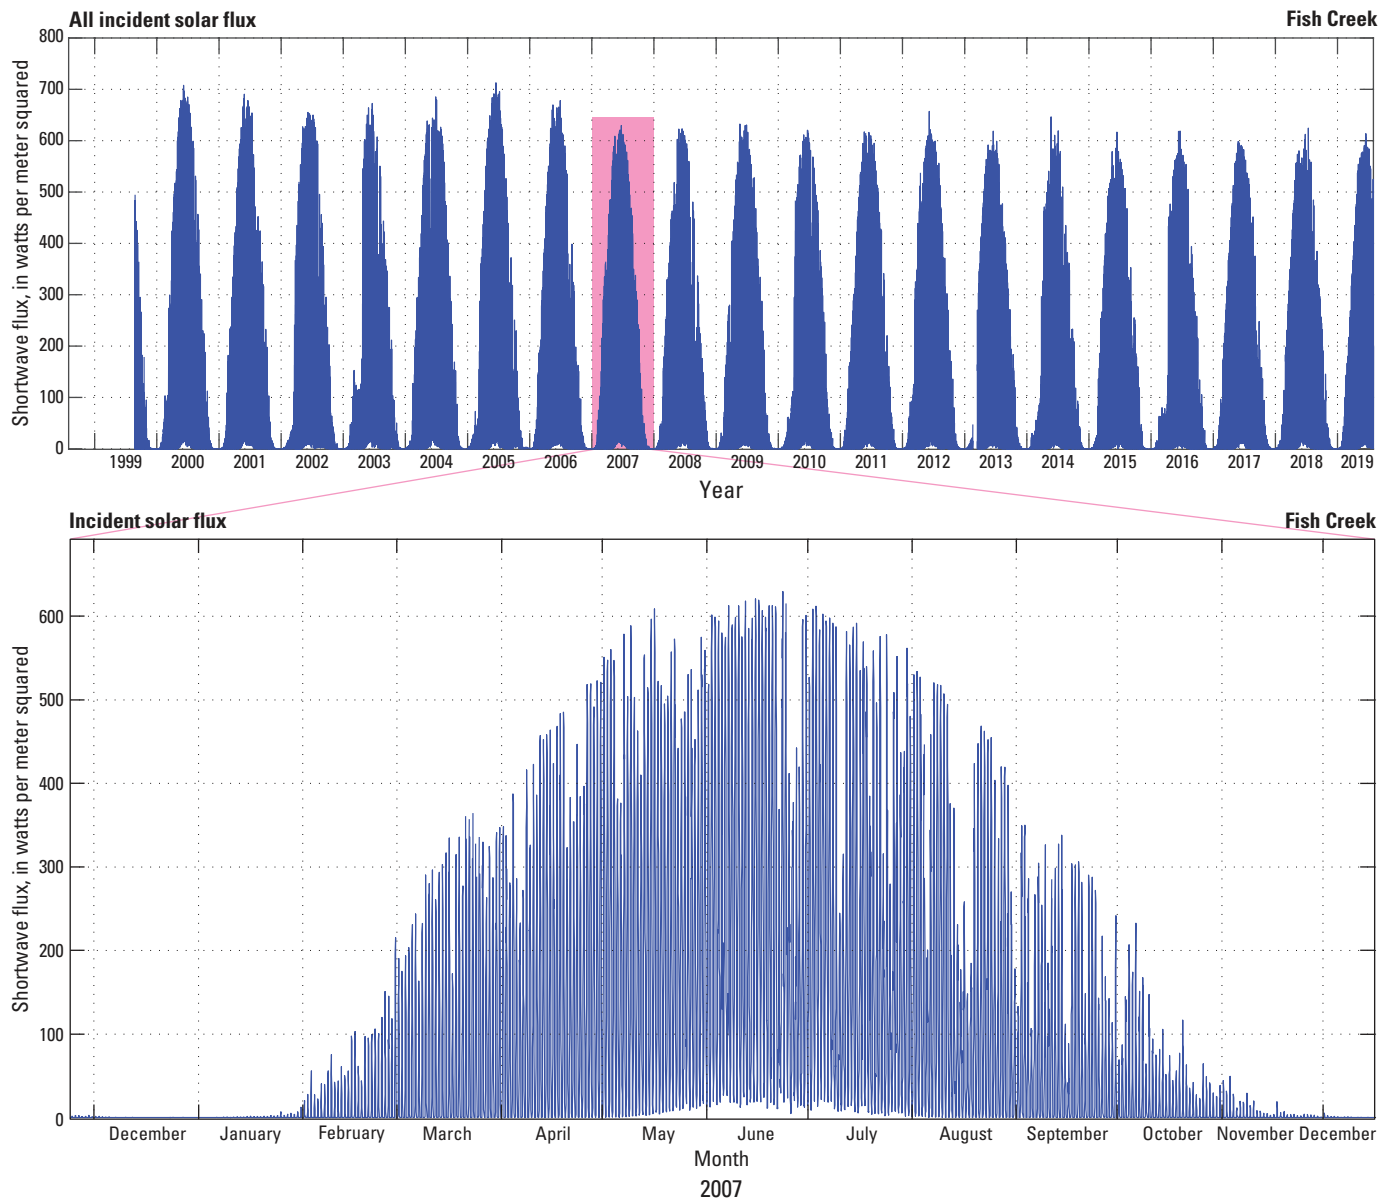 All incident solar flux Fish Creek
800
700
600
500
400
300
200
100
0
Shortwave flux, in watts per meter squared
1999 2000 2001 2002 2003 2004 2005 2006 2007 2008 2009 2010 2011 2012 2013 2014 2015 2016 2017 2018 2019
Year
Incident solar flux Fish Creek
600
500
400
300
200
100
0
Shortwave flux, in watts per meter squared
December January February March April May June July August September October November December
Month
2007